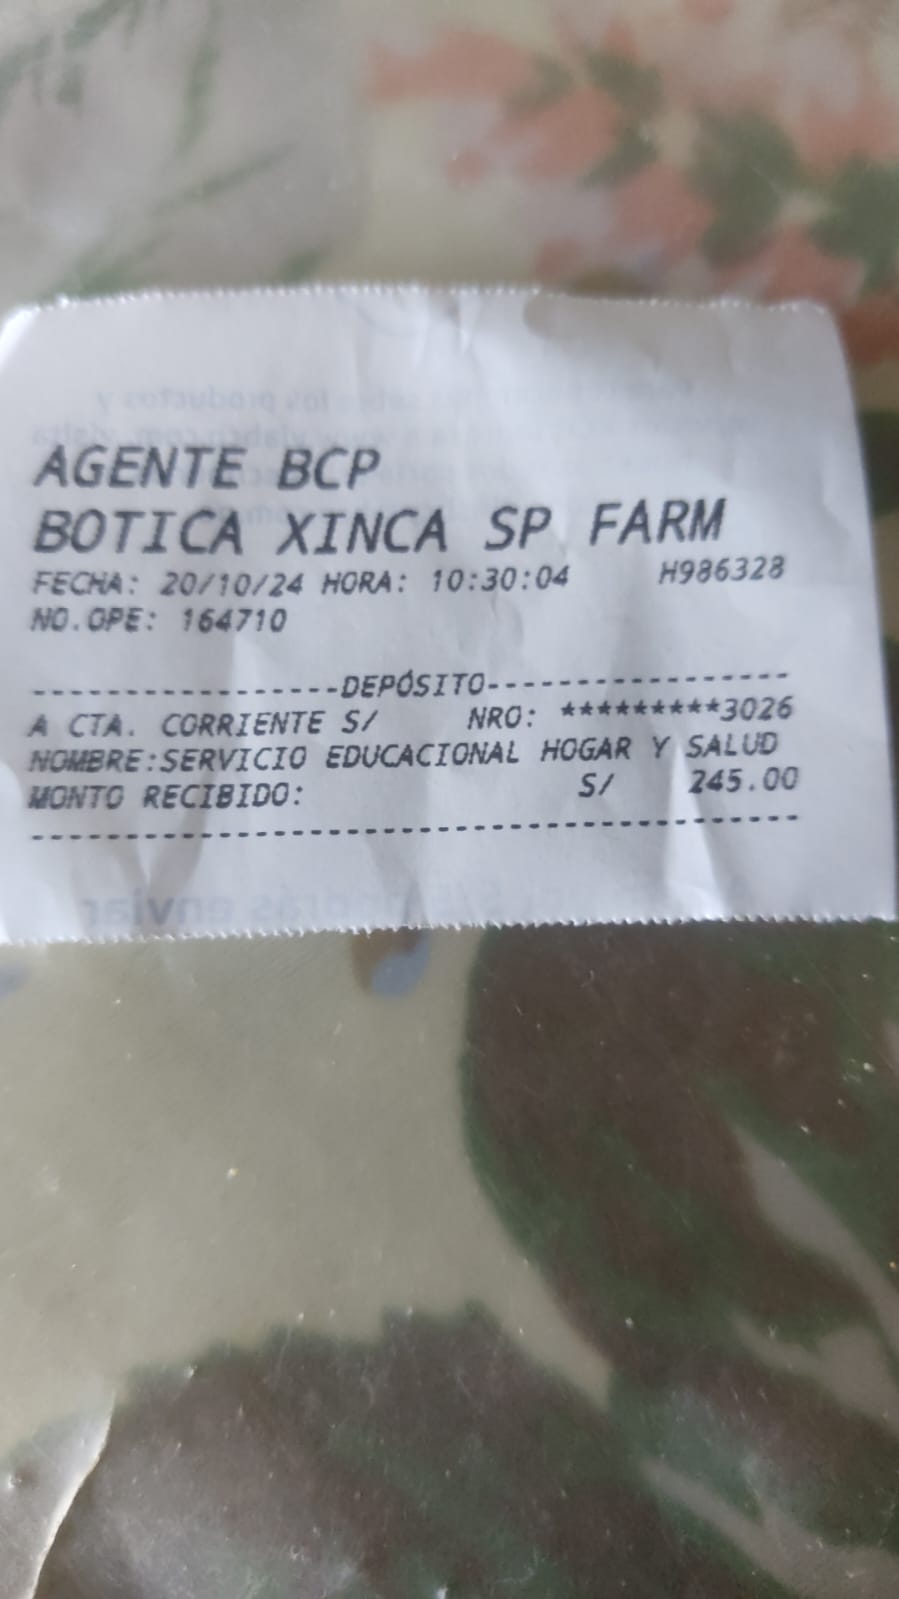 AGENTE BCP
BOTICA XINCA SP FARM
FECHA: 20/10/24 HORA: 10:30:04 H986328
NO.OPE: 164710
-----------------DEPÓSITO-----------------
A CTA. CORRIENTE S/ NRO: *********3026
NOMBRE:SERVICIO EDUCACIONAL HOGAR Y SALUD
MONTO RECIBIDO: S/ 245.00
------------------------------------------